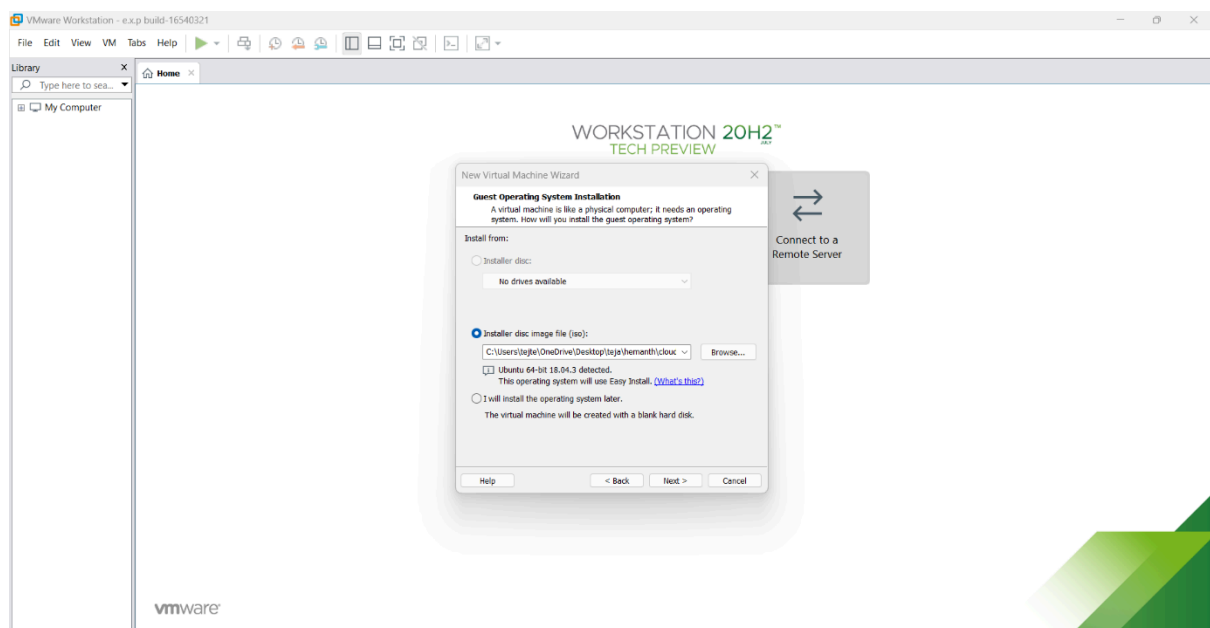 VMware Workstation - e.x.p build-16540321
File Edit View VM Tabs Help
Library X
Type here to sea...
My Computer
Home ×
WORKSTATION 20H2™
TECH PREVIEW
New Virtual Machine Wizard
Guest Operating System Installation
A virtual machine is like a physical computer; it needs an operating
system. How will you install the guest operating system?
Install from:
Installer disc:
No drives available
Installer disc image file (iso):
C:\Users\tejte\OneDrive\Desktop\teja\hemanth\clouc
Browse...
Ubuntu 64-bit 18.04.3 detected.
This operating system will use Easy Install. (What's this?)
I will install the operating system later.
The virtual machine will be created with a blank hard disk.
Help
< Back
Next >
Cancel
Connect to a
Remote Server
vmware